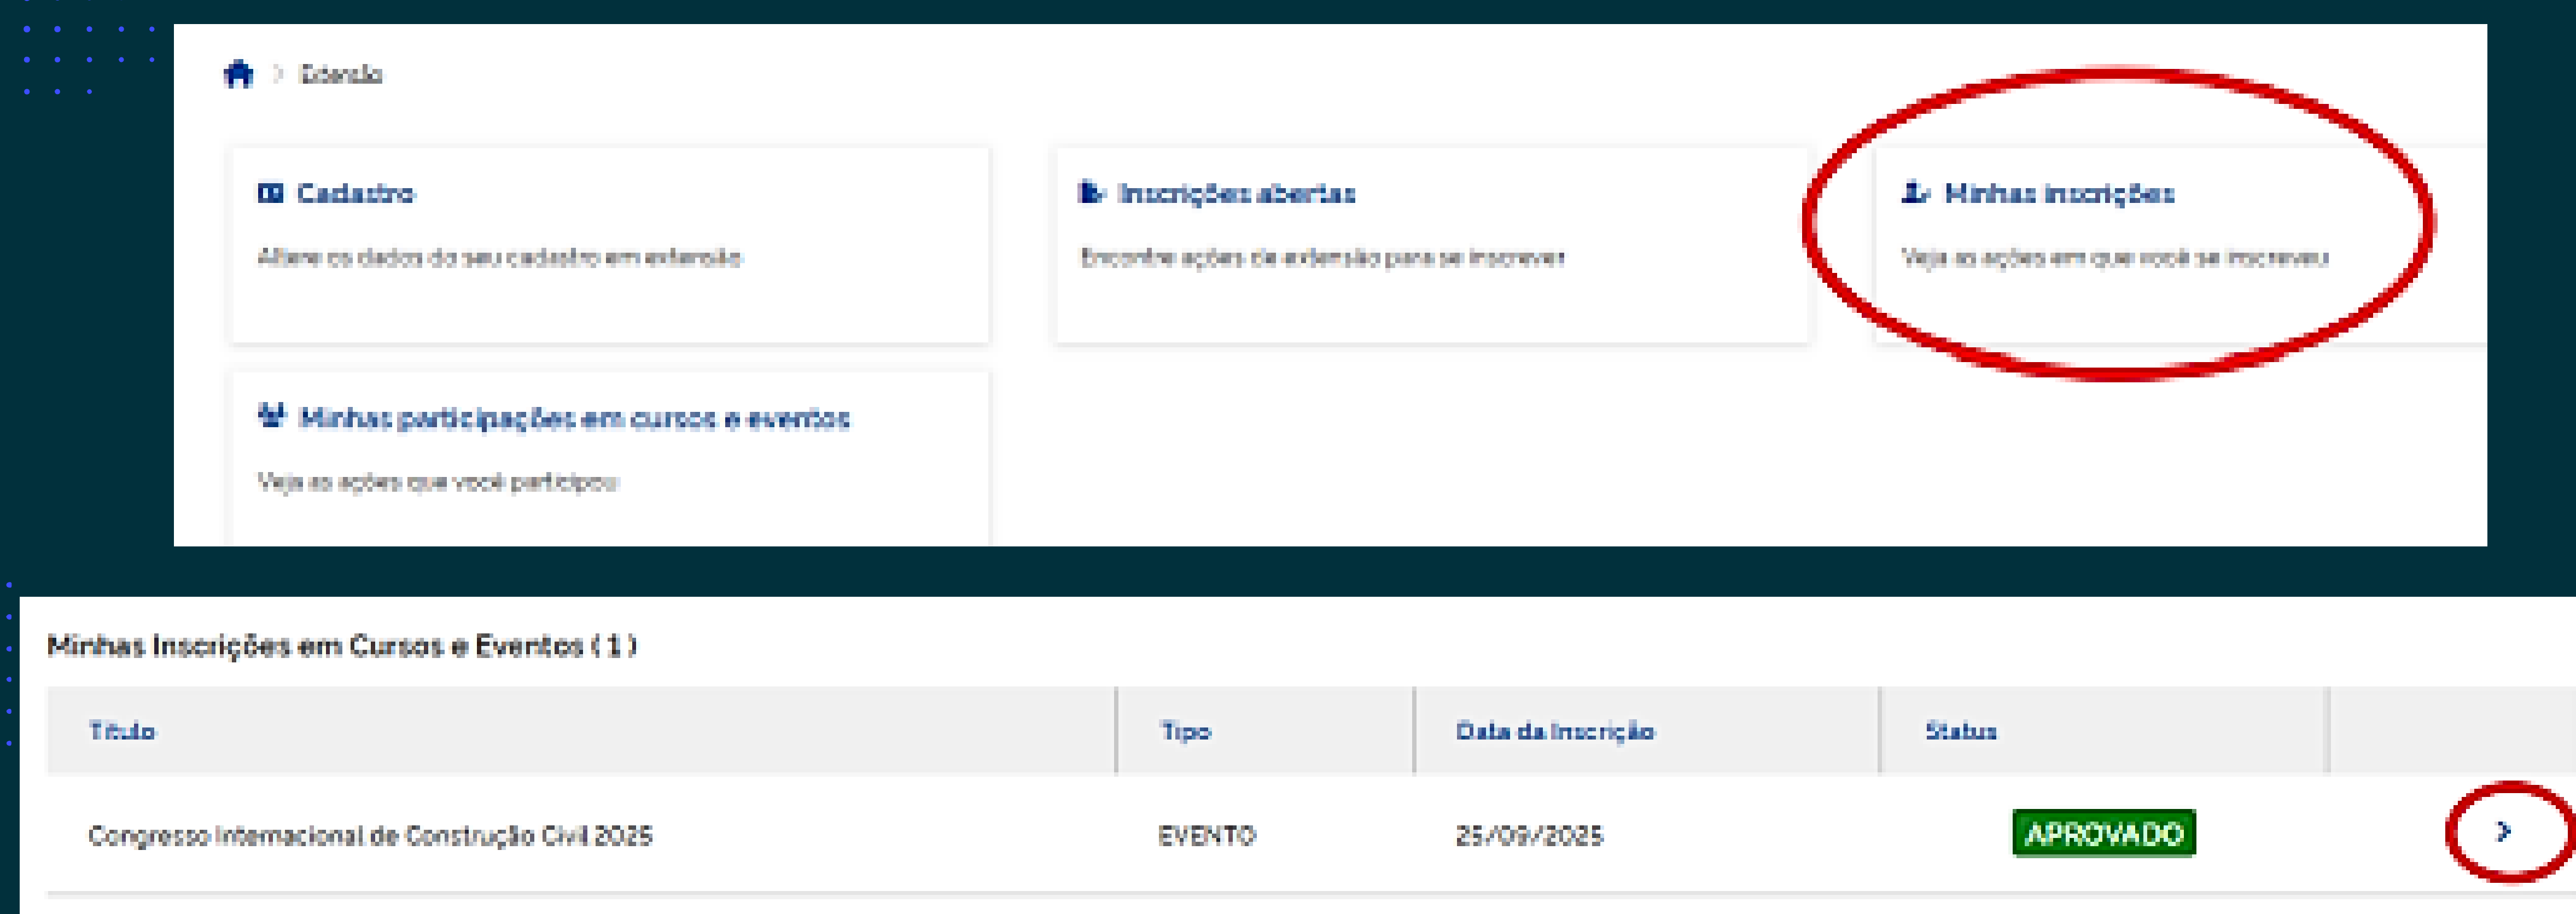 > Extensão
Cadastro
Inscrições abertas
Minhas inscrições
Altere os dados do seu cadastro em extensão
Encontre ações de extensão para se inscrever
Veja as ações em que você se inscreveu
Minhas participações em cursos e eventos
Veja as ações que você participou
Minhas Inscrições em Cursos e Eventos ( 1 )
Título Tipo Data da Inscrição Status
Congresso Internacional de Construção Civil 2025 EVENTO 25/09/2025 APROVADO >